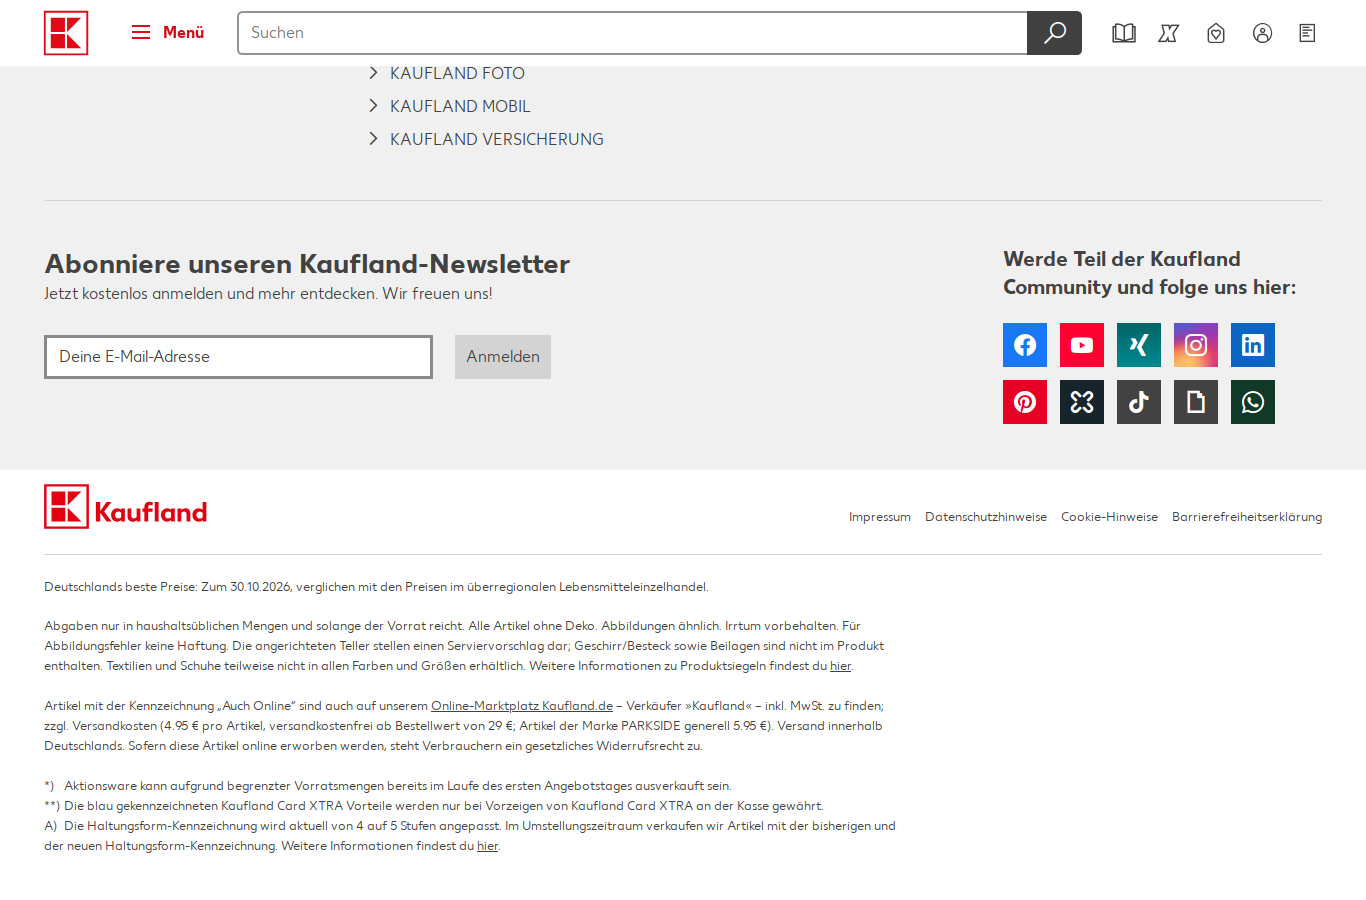 Menü
Suchen
KAUFLAND FOTO
KAUFLAND MOBIL
KAUFLAND VERSICHERUNG
Abonniere unseren Kaufland-Newsletter
Jetzt kostenlos anmelden und mehr entdecken. Wir freuen uns!
Deine E-Mail-Adresse
Anmelden
Werde Teil der Kaufland
Community und folge uns hier:
Kaufland
Impressum Datenschutzhinweise Cookie-Hinweise Barrierefreiheitserklärung
Deutschlands beste Preise: Zum 30.10.2026, verglichen mit den Preisen im überregionalen Lebensmitteleinzelhandel.
Abgaben nur in haushaltsüblichen Mengen und solange der Vorrat reicht. Alle Artikel ohne Deko. Abbildungen ähnlich. Irrtum vorbehalten. Für
Abbildungsfehler keine Haftung. Die angerichteten Teller stellen einen Serviervorschlag dar; Geschirr/Besteck sowie Beilagen sind nicht im Produkt
enthalten. Textilien und Schuhe teilweise nicht in allen Farben und Größen erhältlich. Weitere Informationen zu Produktsiegeln findest du hier.
Artikel mit der Kennzeichnung „Auch Online“ sind auch auf unserem Online-Marktplatz Kaufland.de – Verkäufer »Kaufland« – inkl. MwSt. zu finden;
zzgl. Versandkosten (4.95 € pro Artikel, versandkostenfrei ab Bestellwert von 29 €; Artikel der Marke PARKSIDE generell 5.95 €). Versand innerhalb
Deutschlands. Sofern diese Artikel online erworben werden, steht Verbrauchern ein gesetzliches Widerrufsrecht zu.
*) Aktionsware kann aufgrund begrenzter Vorratsmengen bereits im Laufe des ersten Angebotstages ausverkauft sein.
**) Die blau gekennzeichneten Kaufland Card XTRA Vorteile werden nur bei Vorzeigen von Kaufland Card XTRA an der Kasse gewährt.
A) Die Haltungsform-Kennzeichnung wird aktuell von 4 auf 5 Stufen angepasst. Im Umstellungszeitraum verkaufen wir Artikel mit der bisherigen und
der neuen Haltungsform-Kennzeichnung. Weitere Informationen findest du hier.